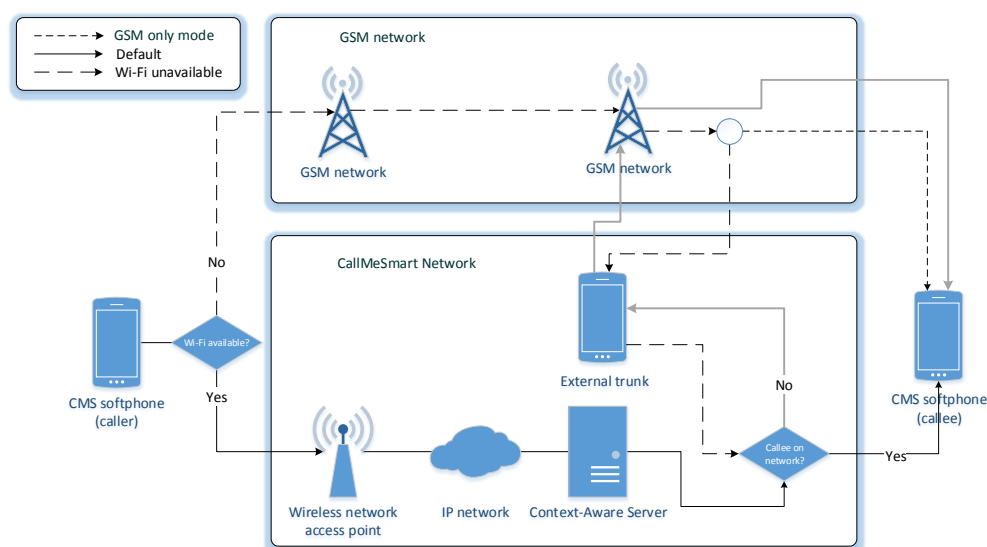 GSM only mode
Default
Wi-Fi unavailable
GSM network
GSM network
GSM network
No
CallMeSmart Network
Wi-Fi available?
External trunk
CMS softphone
(caller)
Yes
No
CMS softphone
(callee)
Callee on
network?
Yes
Wireless network
access point
IP network
Context-Aware Server